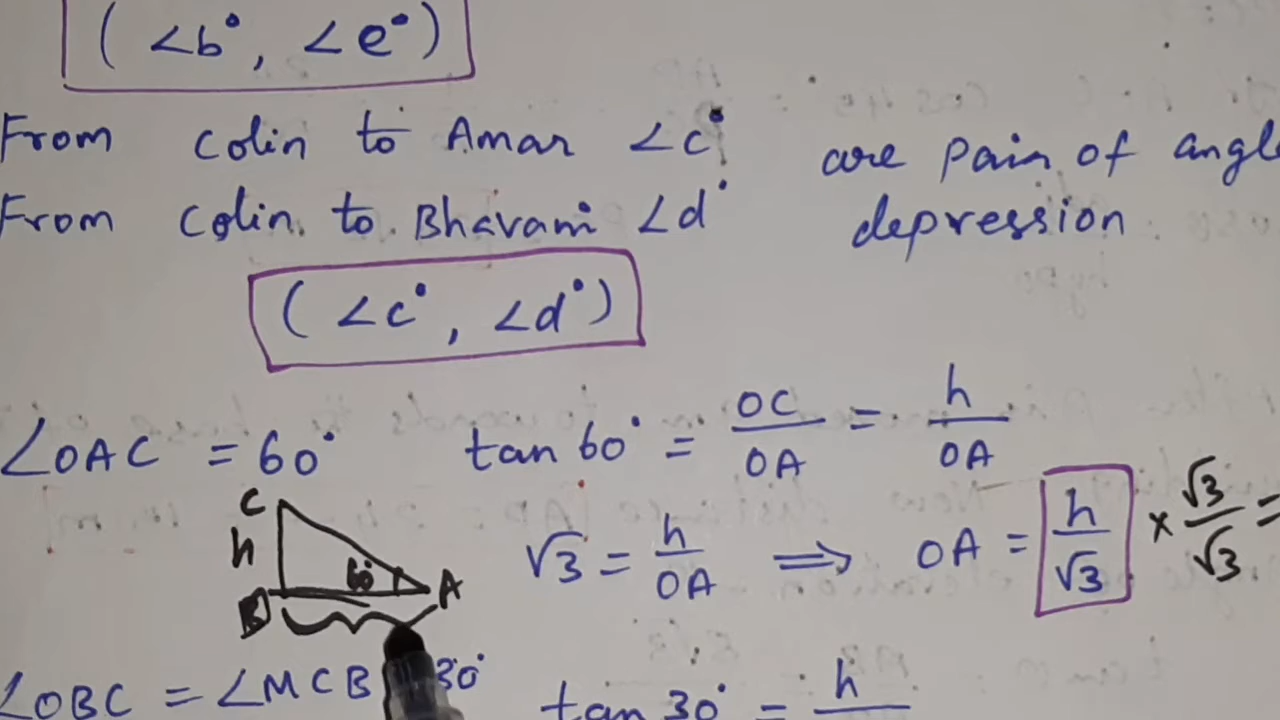 ( ∠b°, ∠e° )
From Colin to Amar ∠c° are pair of angle
From Colin to Bhavani ∠d° depression
( ∠c°, ∠d° )
∠OAC = 60° tan 60° = OC/OA = h/OA
C
h 60° A
√3 = h/OA ⟹ OA = h/√3 × √3/√3 =
∠OBC = ∠MCB 30° tan 30° = h